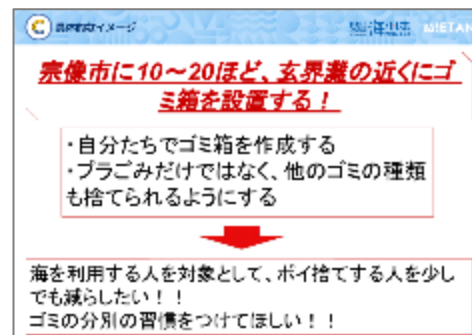 宗像市に10～20ほど、玄界灘の近くにゴ
ミ箱を設置する！
・自分たちでゴミ箱を作成する
・プラごみだけではなく、他のゴミの種類
も捨てられるようにする
海を利用する人を対象として、ポイ捨てする人を少し
でも減らしたい！！
ゴミの分別の習慣をつけてほしい！！